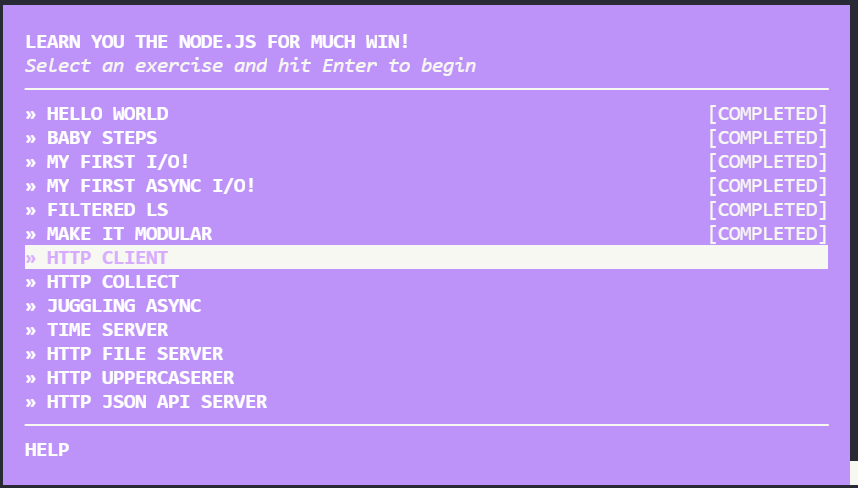 LEARN YOU THE NODE.JS FOR MUCH WIN!
Select an exercise and hit Enter to begin
» HELLO WORLD [COMPLETED]
» BABY STEPS [COMPLETED]
» MY FIRST I/O! [COMPLETED]
» MY FIRST ASYNC I/O! [COMPLETED]
» FILTERED LS [COMPLETED]
» MAKE IT MODULAR [COMPLETED]
» HTTP CLIENT
» HTTP COLLECT
» JUGGLING ASYNC
» TIME SERVER
» HTTP FILE SERVER
» HTTP UPPERCASERER
» HTTP JSON API SERVER
HELP